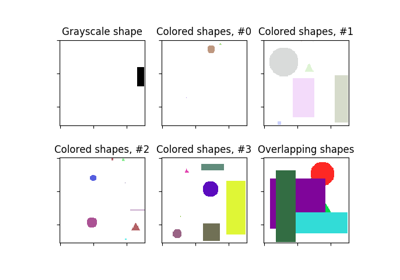 Grayscale shape
Colored shapes, #0
Colored shapes, #1
Colored shapes, #2
Colored shapes, #3
Overlapping shapes